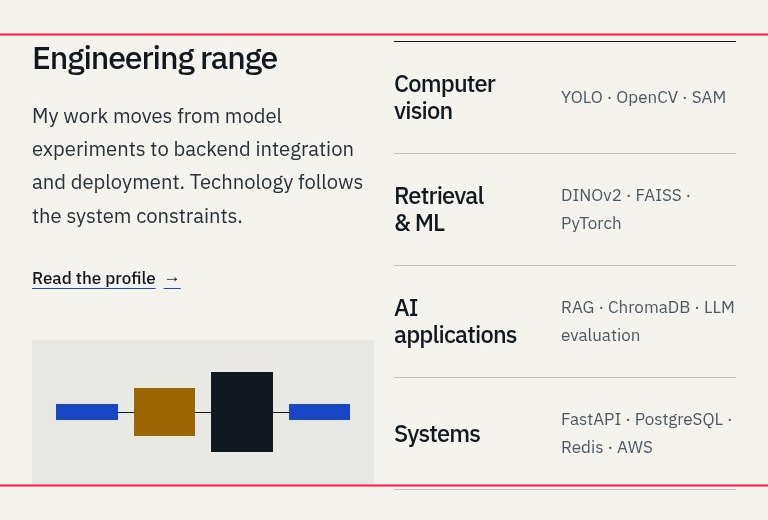 Engineering range
My work moves from model
experiments to backend integration
and deployment. Technology follows
the system constraints.
Read the profile →
Computer
vision
YOLO · OpenCV · SAM
Retrieval
& ML
DINOv2 · FAISS ·
PyTorch
AI
applications
RAG · ChromaDB · LLM
evaluation
Systems
FastAPI · PostgreSQL ·
Redis · AWS